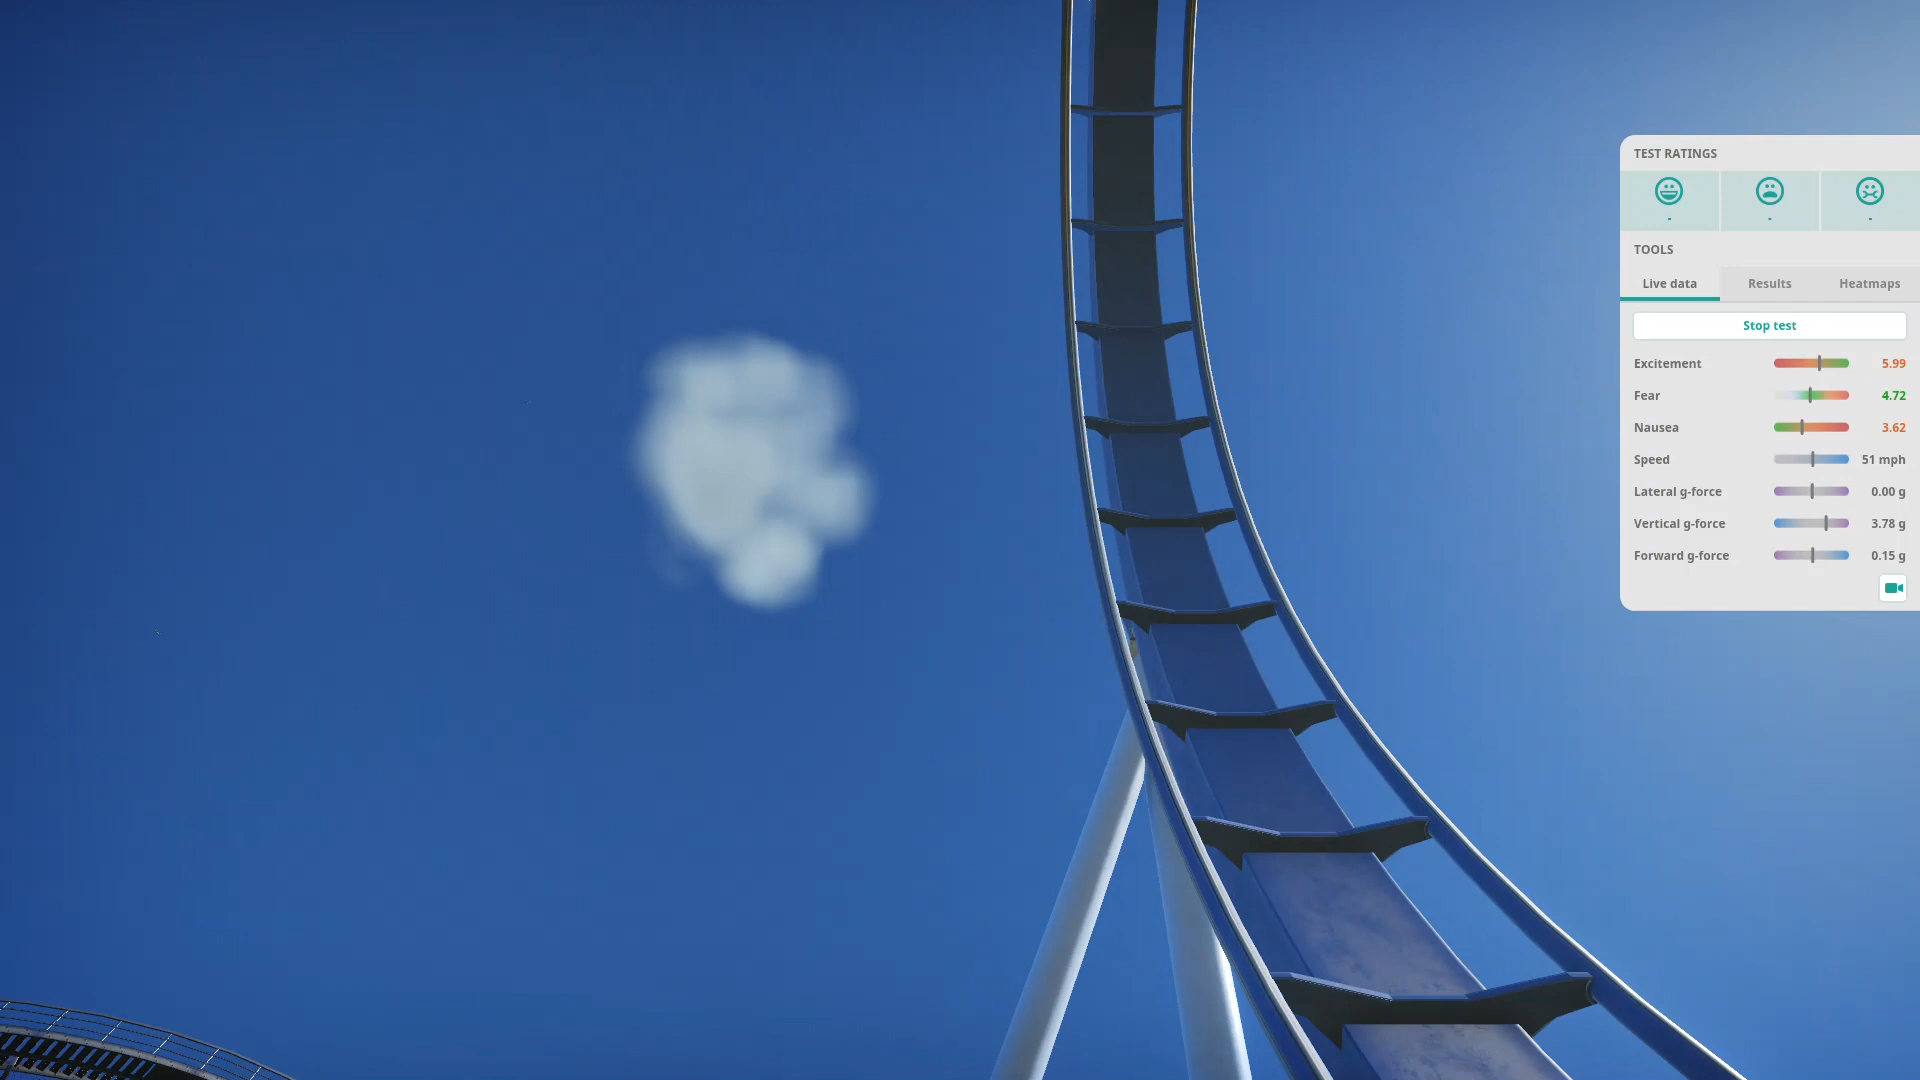 TEST RATINGS
- - -
TOOLS
Live data Results Heatmaps
Stop test
Excitement 5.99
Fear 4.72
Nausea 3.62
Speed 51 mph
Lateral g-force 0.00 g
Vertical g-force 3.78 g
Forward g-force 0.15 g